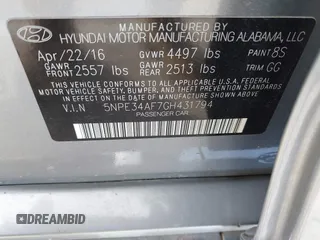 MANUFACTURED BY
HYUNDAI MOTOR MANUFACTURING ALABAMA, LLC
Apr/22/16 GVWR 4497 lbs PAINT 8S
GAWR FRONT 2557 lbs GAWR REAR 2513 lbs TRIM GG
THIS VEHICLE CONFORMS TO ALL APPLICABLE FEDERAL
MOTOR VEHICLE SAFETY, BUMPER, AND THEFT PREVENTION STANDARDS
IN EFFECT ON THE DATE OF MANUFACTURE SHOWN ABOVE.
V.I.N 5NPE34AF7GH431794
PASSENGER CAR
DREAMBID